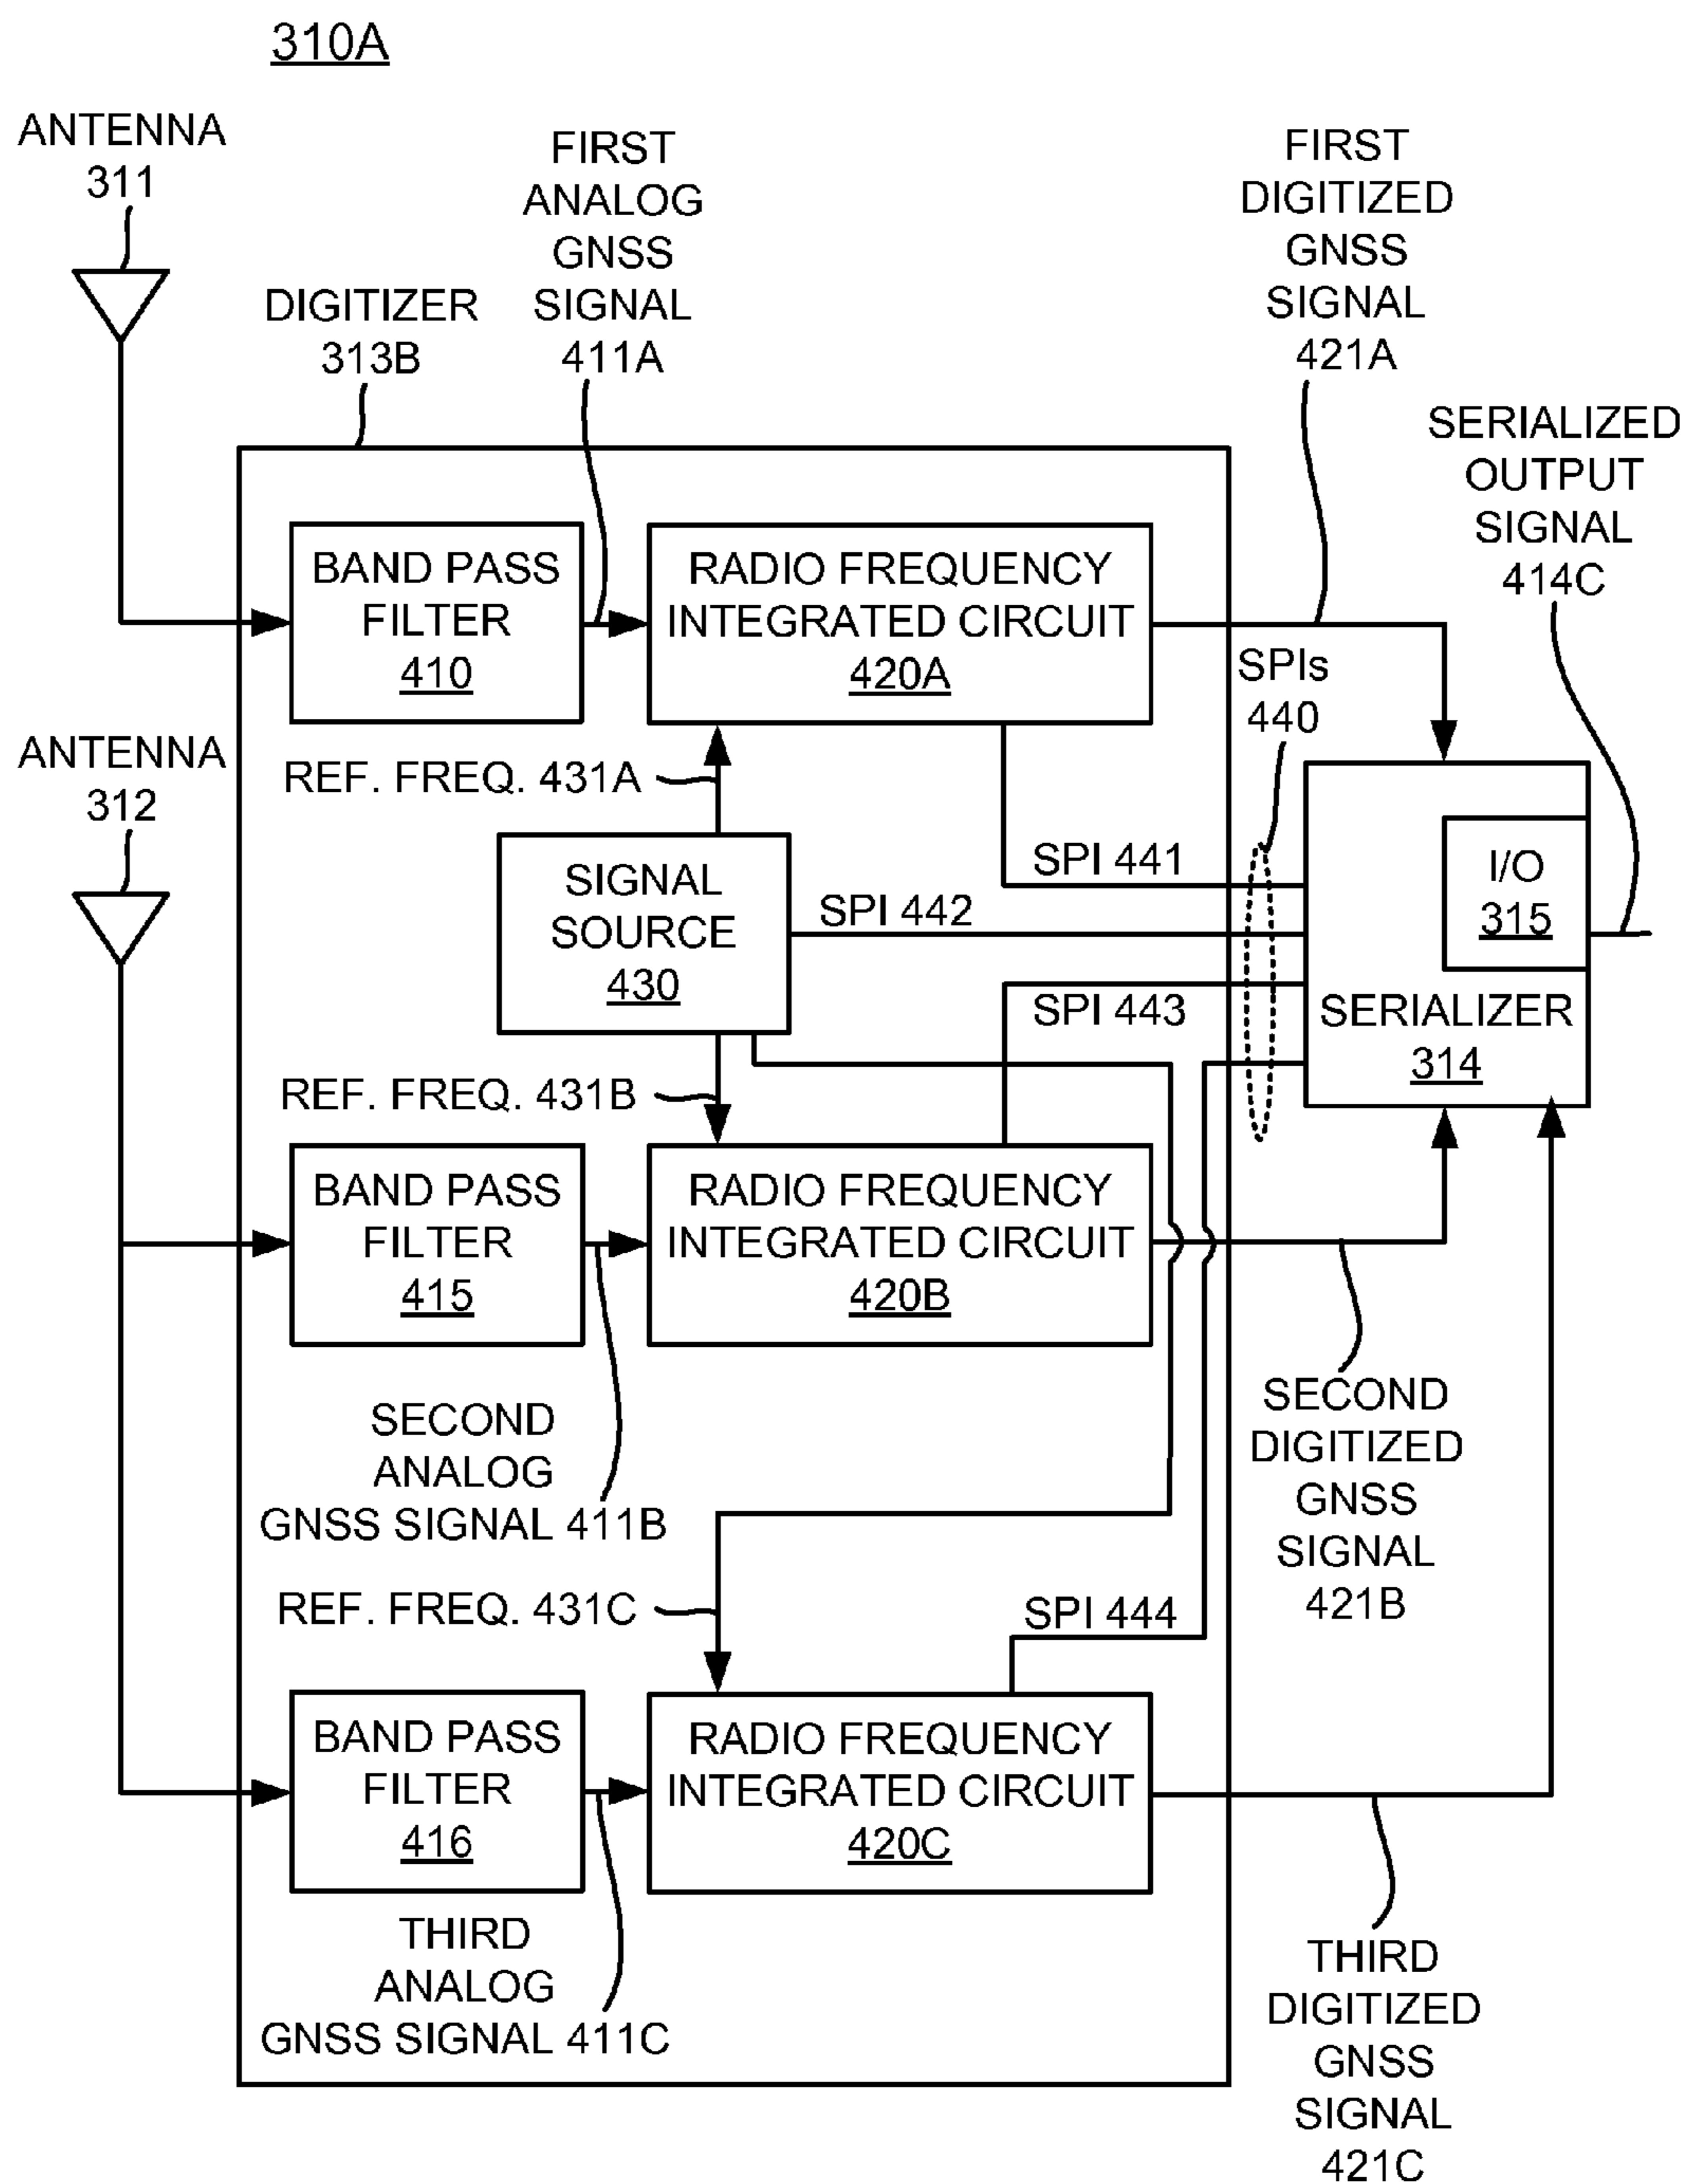 310A
ANTENNA
311
FIRST
ANALOG
GNSS
SIGNAL
411A
FIRST
DIGITIZED
GNSS
SIGNAL
421A
DIGITIZER
313B
SERIALIZED
OUTPUT
SIGNAL
414C
BAND PASS
FILTER
410
RADIO FREQUENCY
INTEGRATED CIRCUIT
420A
SPIs
440
ANTENNA
312
REF. FREQ. 431A
SIGNAL
SOURCE
430
SPI 441
SPI 442
SPI 443
I/O
315
SERIALIZER
314
REF. FREQ. 431B
BAND PASS
FILTER
415
RADIO FREQUENCY
INTEGRATED CIRCUIT
420B
SECOND
ANALOG
GNSS SIGNAL 411B
SECOND
DIGITIZED
GNSS
SIGNAL
421B
REF. FREQ. 431C
SPI 444
BAND PASS
FILTER
416
RADIO FREQUENCY
INTEGRATED CIRCUIT
420C
THIRD
ANALOG
GNSS SIGNAL 411C
THIRD
DIGITIZED
GNSS
SIGNAL
421C